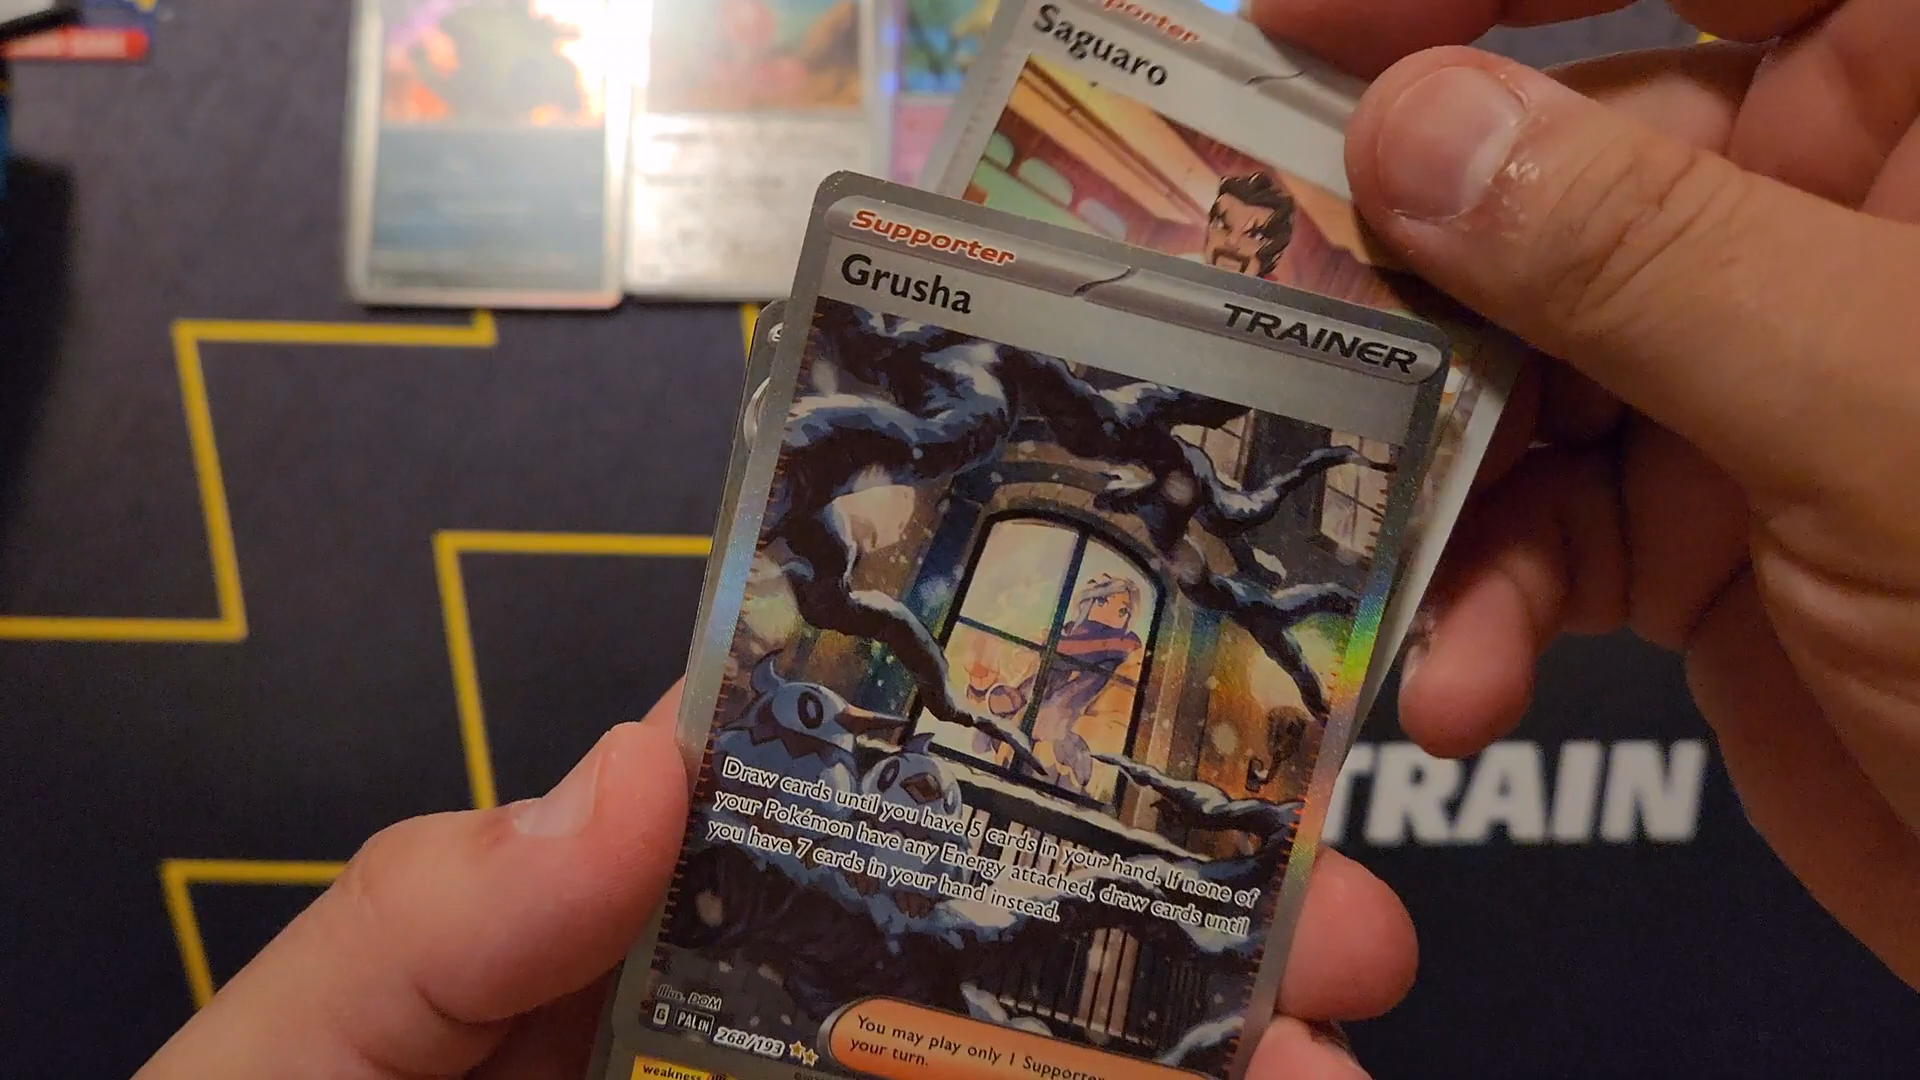 Supporter
Saguaro
Supporter
Grusha
TRAINER
Draw cards until you have 5 cards in your hand. If none of
your Pokémon have any Energy attached, draw cards until
you have 7 cards in your hand instead.
Illus. DOM
G PAL EN 268/193
You may play only 1 Supporter
your turn.
weakness
TRAIN